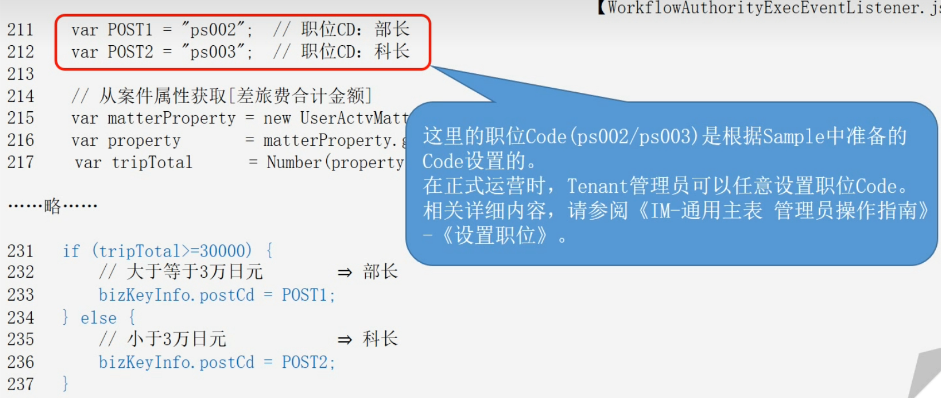 【WorkflowAuthorityExecEventListener.js
211 var POST1 = "ps002"; // 职位CD: 部长
212 var POST2 = "ps003"; // 职位CD: 科长
213
214 // 从案件属性获取[差旅费合计金额]
215 var matterProperty = new UserActvMatt
216 var property = matterProperty.g
217 var tripTotal = Number(property
这里的职位Code(ps002/ps003)是根据Sample中准备的
Code设置的。
在正式运营时，Tenant管理员可以任意设置职位Code。
相关详细内容，请参阅《IM-通用主表 管理员操作指南》
-《设置职位》。
……略……
231 if (tripTotal>=30000) {
232 // 大于等于3万日元 ⇒ 部长
233 bizKeyInfo.postCd = POST1;
234 } else {
235 // 小于3万日元 ⇒ 科长
236 bizKeyInfo.postCd = POST2;
237 }